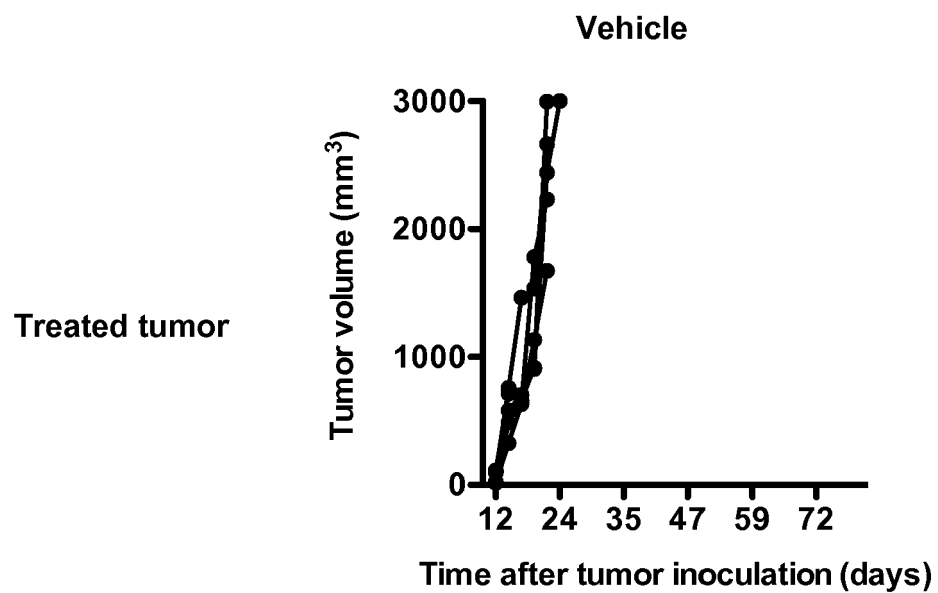 Vehicle
3000
2000
1000
0
Tumor volume (mm³)
Treated tumor
12 24 35 47 59 72
Time after tumor inoculation (days)